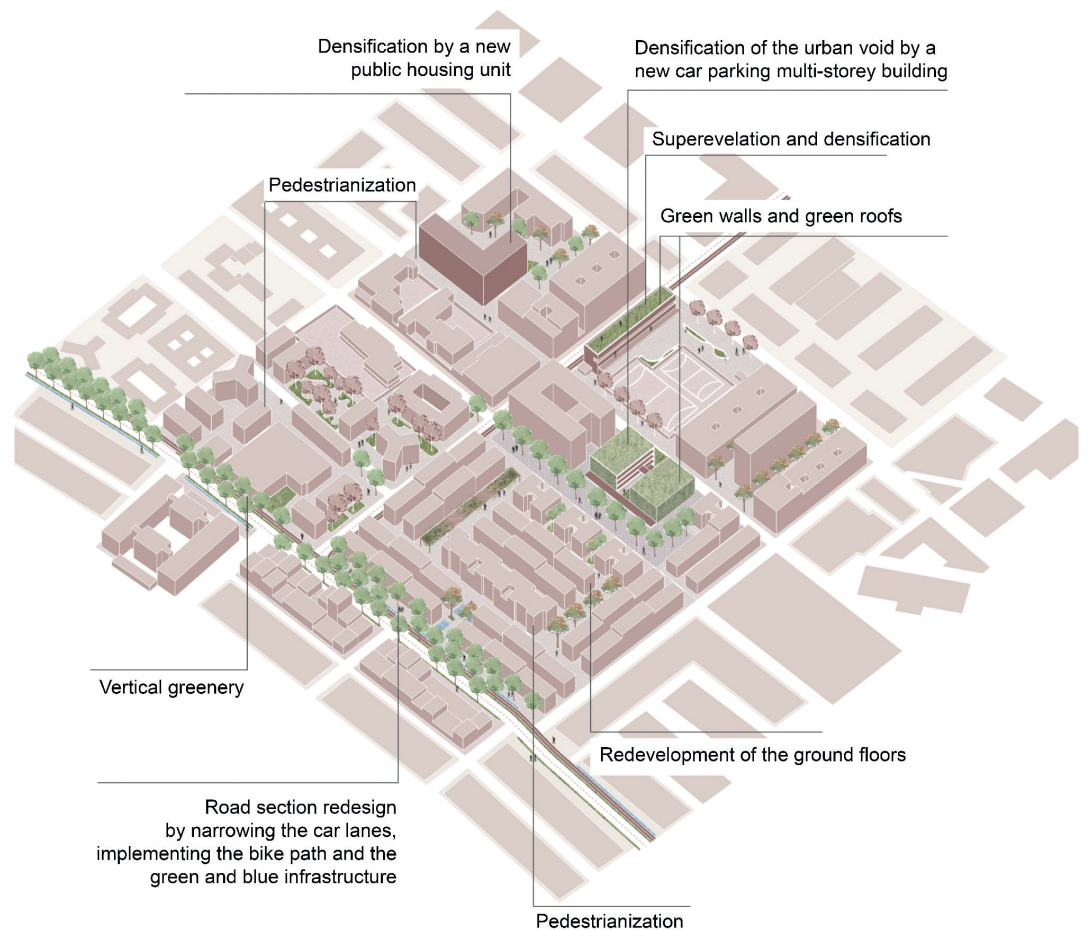 Densification by a new
public housing unit
Densification of the urban void by a
new car parking multi-storey building
Superevelation and densification
Pedestrianization
Green walls and green roofs
Vertical greenery
Redevelopment of the ground floors
Road section redesign
by narrowing the car lanes,
implementing the bike path and the
green and blue infrastructure
Pedestrianization